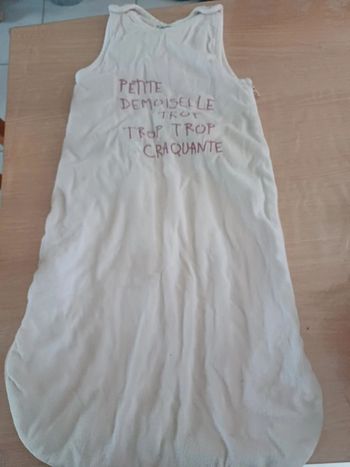 PETITE
DEMOISELLE
TROP
TROP TROP
CRAQUANTE